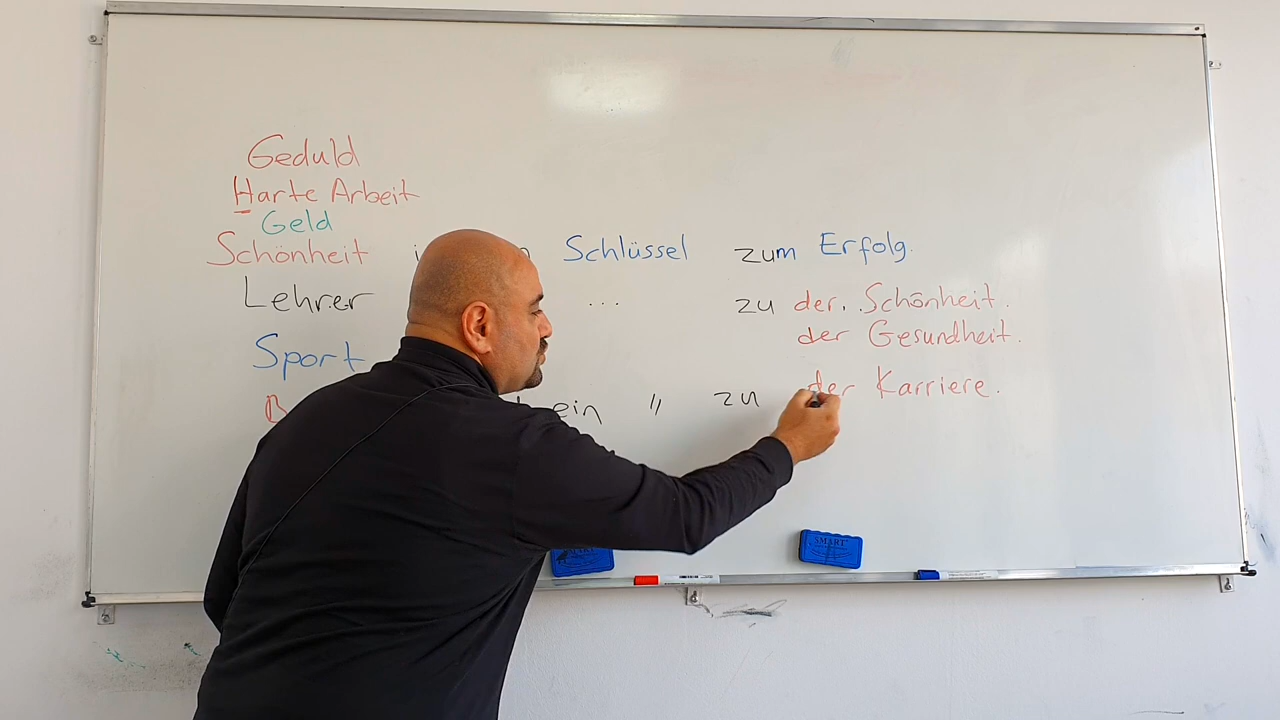 Geduld
Harte Arbeit
Geld
Schönheit Schlüssel zum Erfolg.
Lehrer ... zu der Schönheit.
Sport der Gesundheit.
ein " zu der Karriere.
SMART